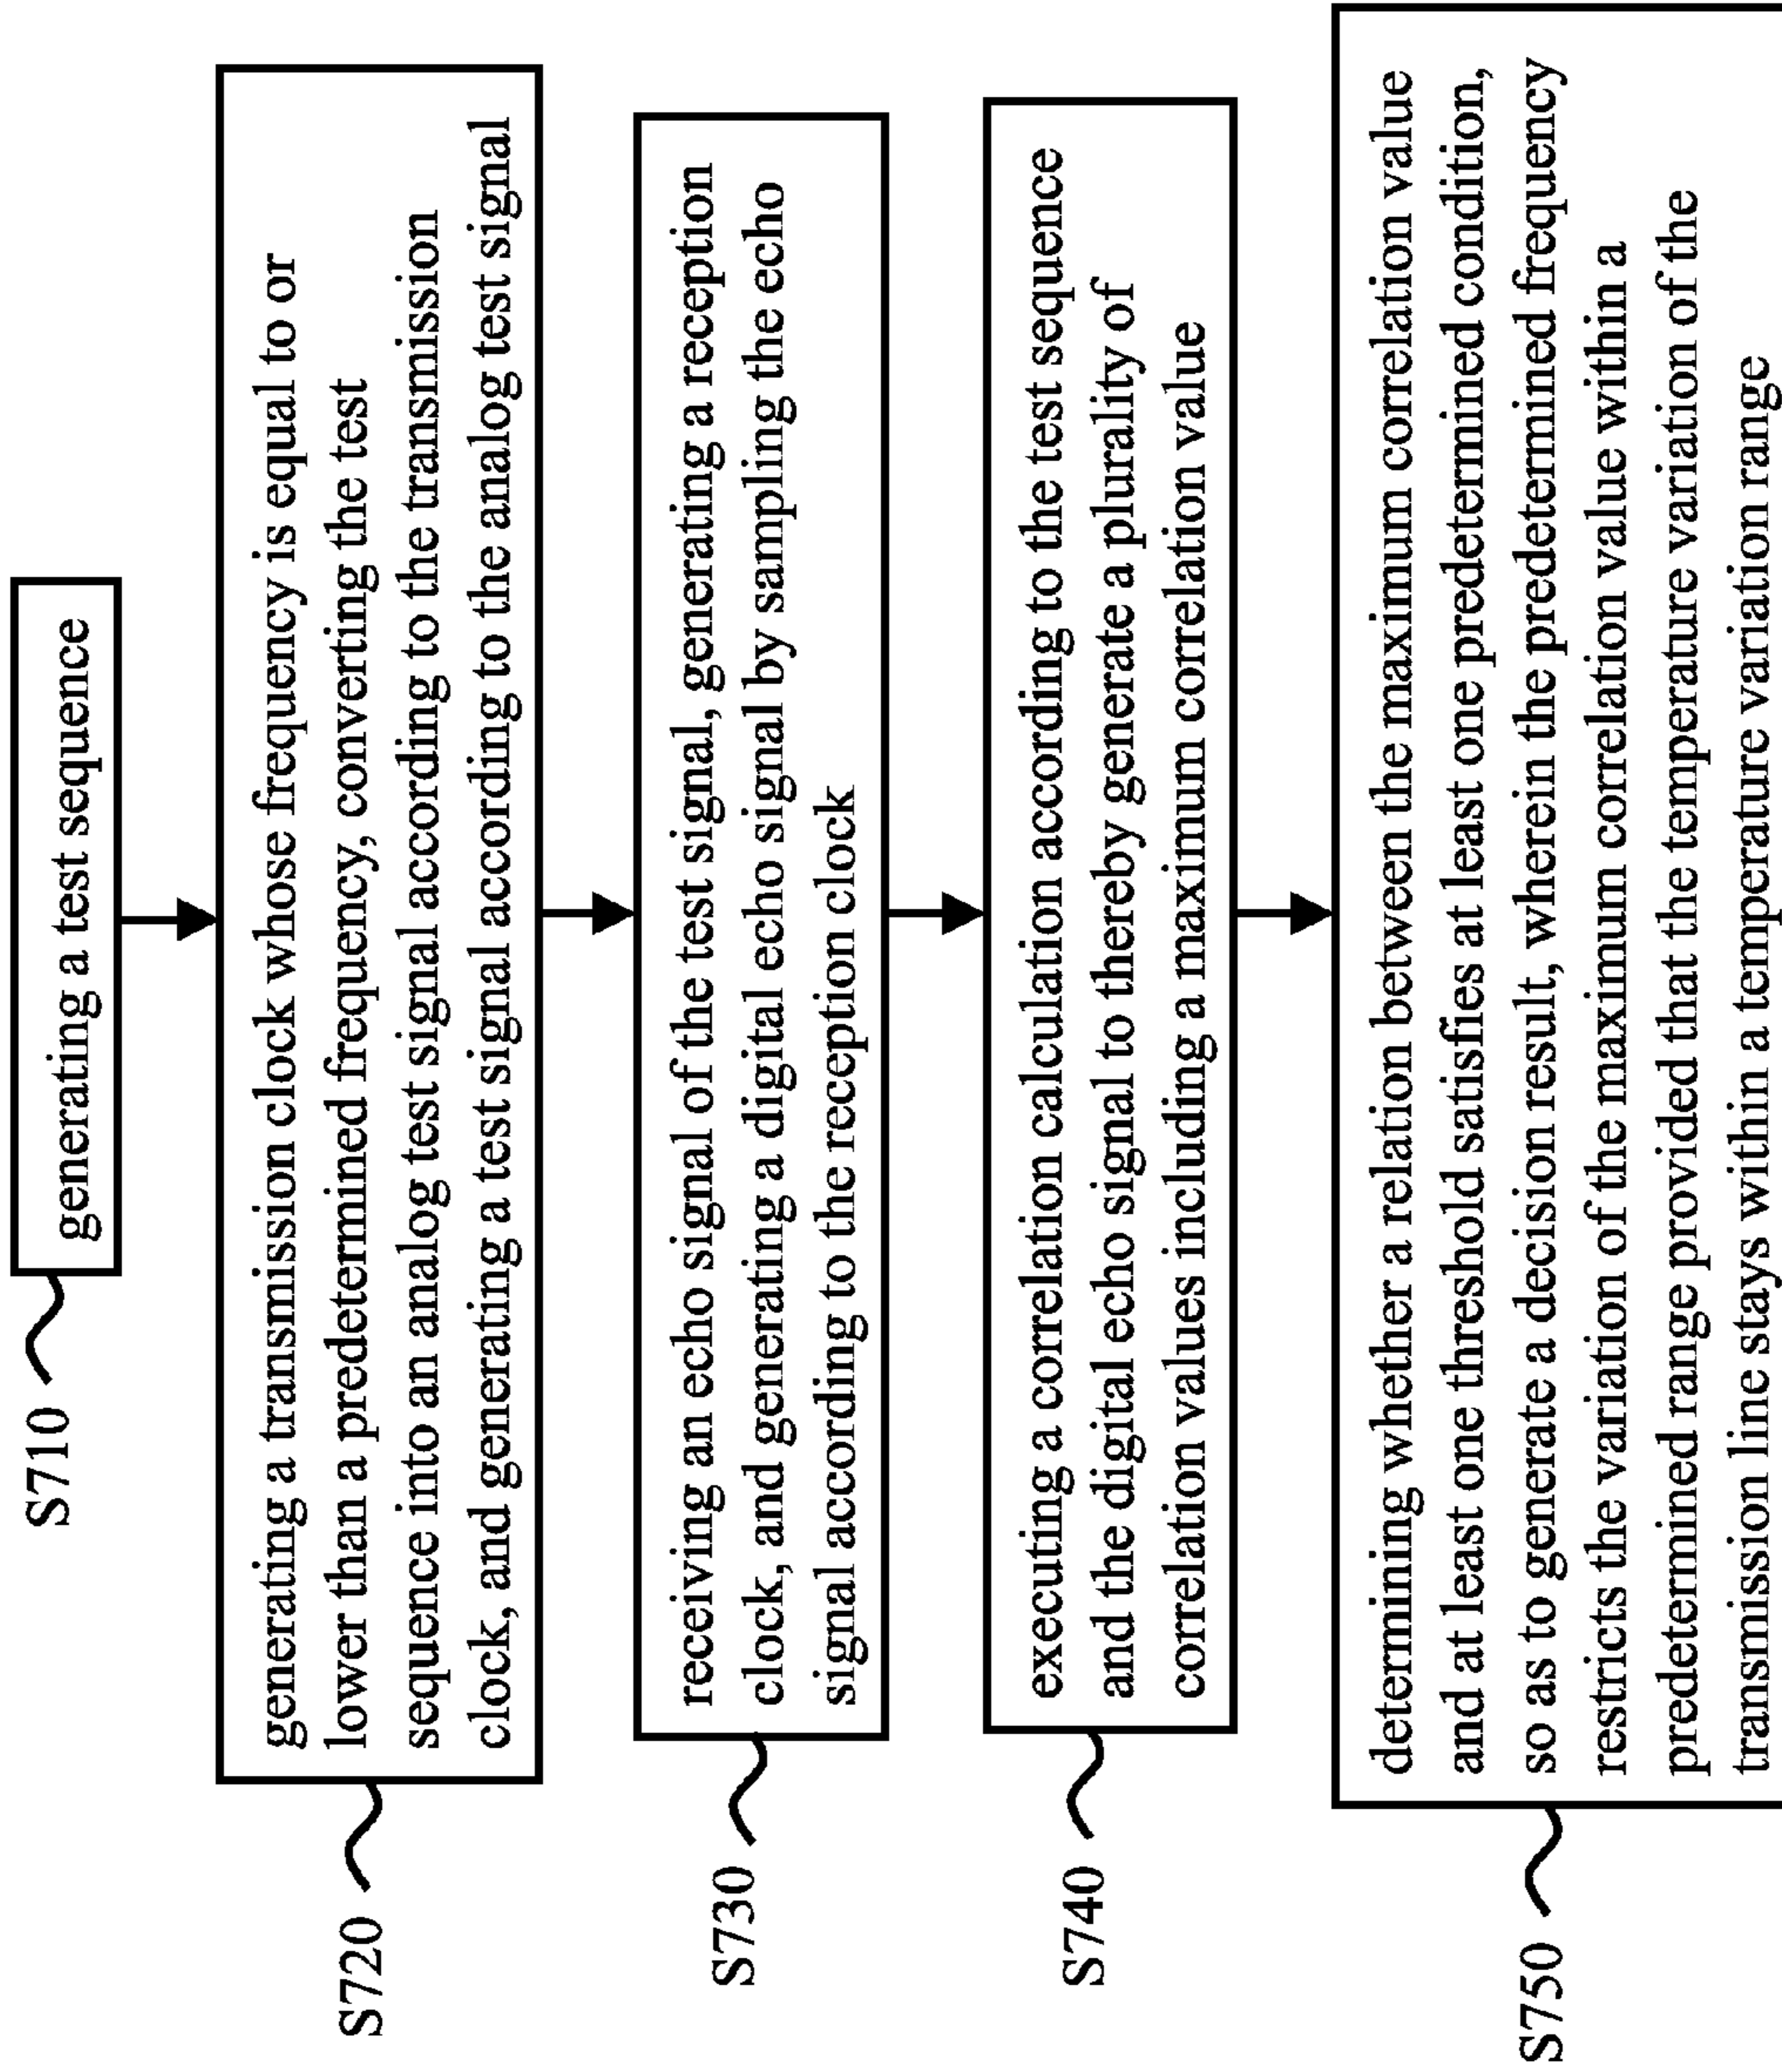 S710
generating a test sequence
S720
generating a transmission clock whose frequency is equal to or
lower than a predetermined frequency, converting the test
sequence into an analog test signal according to the transmission
clock, and generating a test signal according to the analog test signal
S730
receiving an echo signal of the test signal, generating a reception
clock, and generating a digital echo signal by sampling the echo
signal according to the reception clock
S740
executing a correlation calculation according to the test sequence
and the digital echo signal to thereby generate a plurality of
correlation values including a maximum correlation value
S750
determining whether a relation between the maximum correlation value
and at least one threshold satisfies at least one predetermined condition,
so as to generate a decision result, wherein the predetermined frequency
restricts the variation of the maximum correlation value within a
predetermined range provided that the temperature variation of the
transmission line stays within a temperature variation range